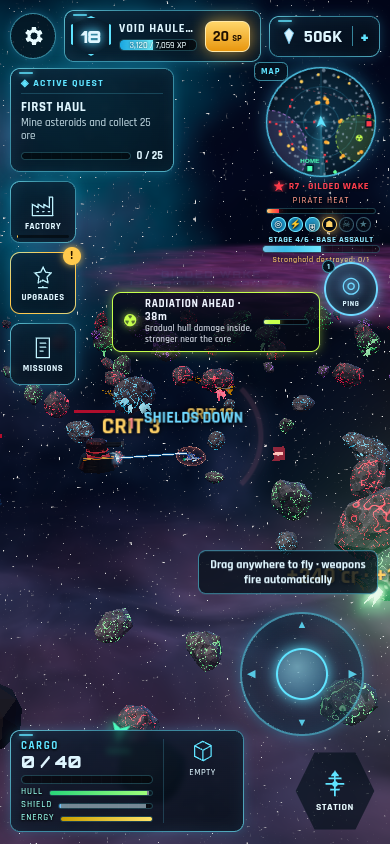 18
VOID HAULE...
3,120 / 7,059 XP
20 SP
506K
+
ACTIVE QUEST
FIRST HAUL
Mine asteroids and collect 25
ore
0 / 25
MAP
HOME
R7 · GILDED WAKE
PIRATE HEAT
STAGE 4/6 · BASE ASSAULT
Stronghold destroyed: 0/1
FACTORY
!
UPGRADES
MISSIONS
1
PING
RADIATION AHEAD ·
38m
Gradual hull damage inside,
stronger near the core
SHIELDS DOWN
CRIT 3
Drag anywhere to fly · weapons
fire automatically
CARGO
0 / 40
HULL
SHIELD
ENERGY
EMPTY
STATION